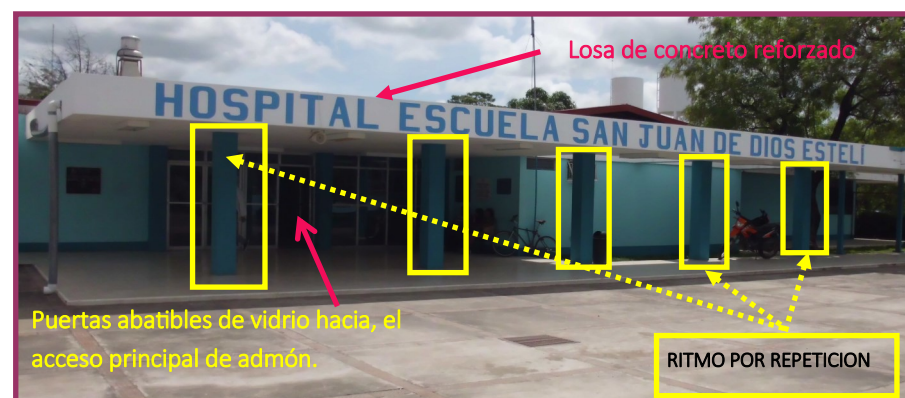 Losa de concreto reforzado
HOSPITAL ESCUELA SAN JUAN DE DIOS ESTELÍ
Puertas abatibles de vidrio hacia, el
acceso principal de admón.
RITMO POR REPETICION